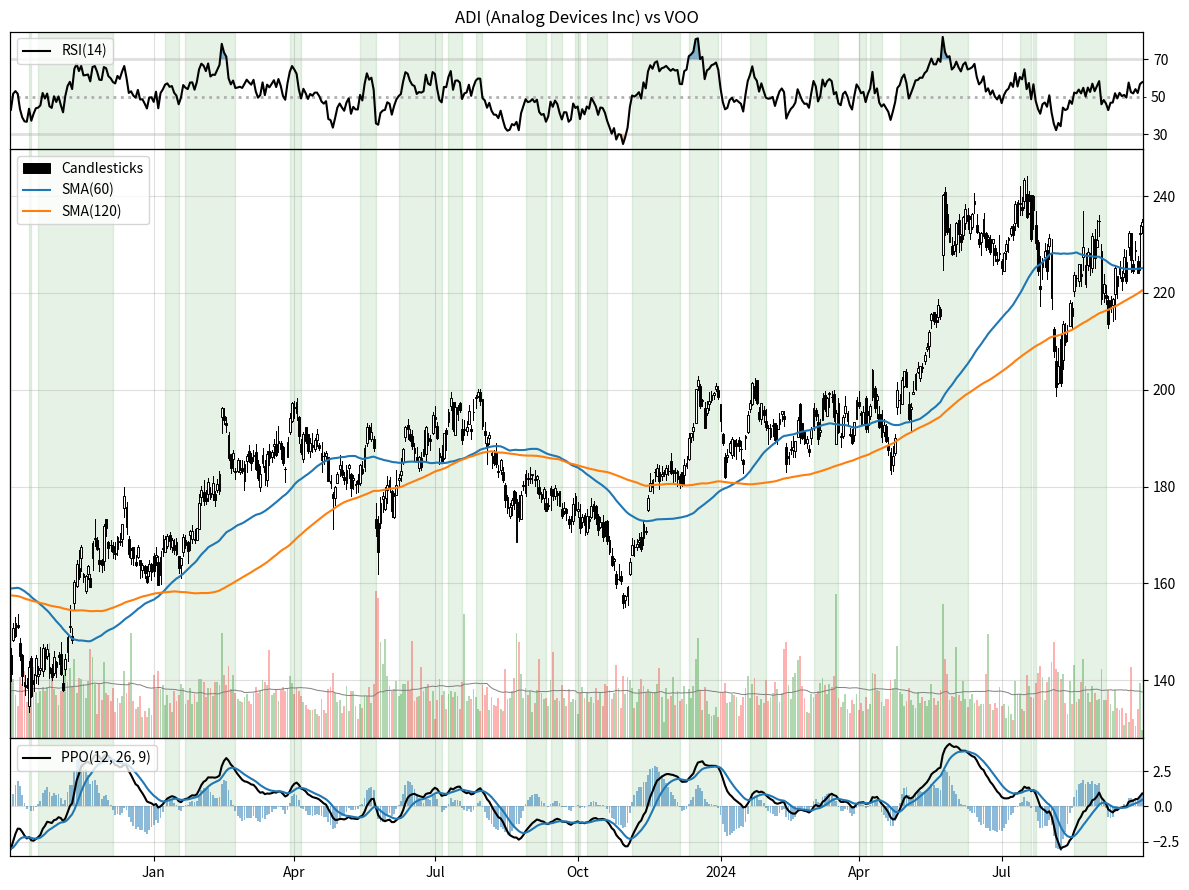 ADI (Analog Devices Inc) vs VOO
RSI(14)
70
50
30
Candlesticks
SMA(60)
SMA(120)
240
220
200
180
160
140
PPO(12, 26, 9)
2.5
0.0
−2.5
Jan Apr Jul Oct 2024 Apr Jul